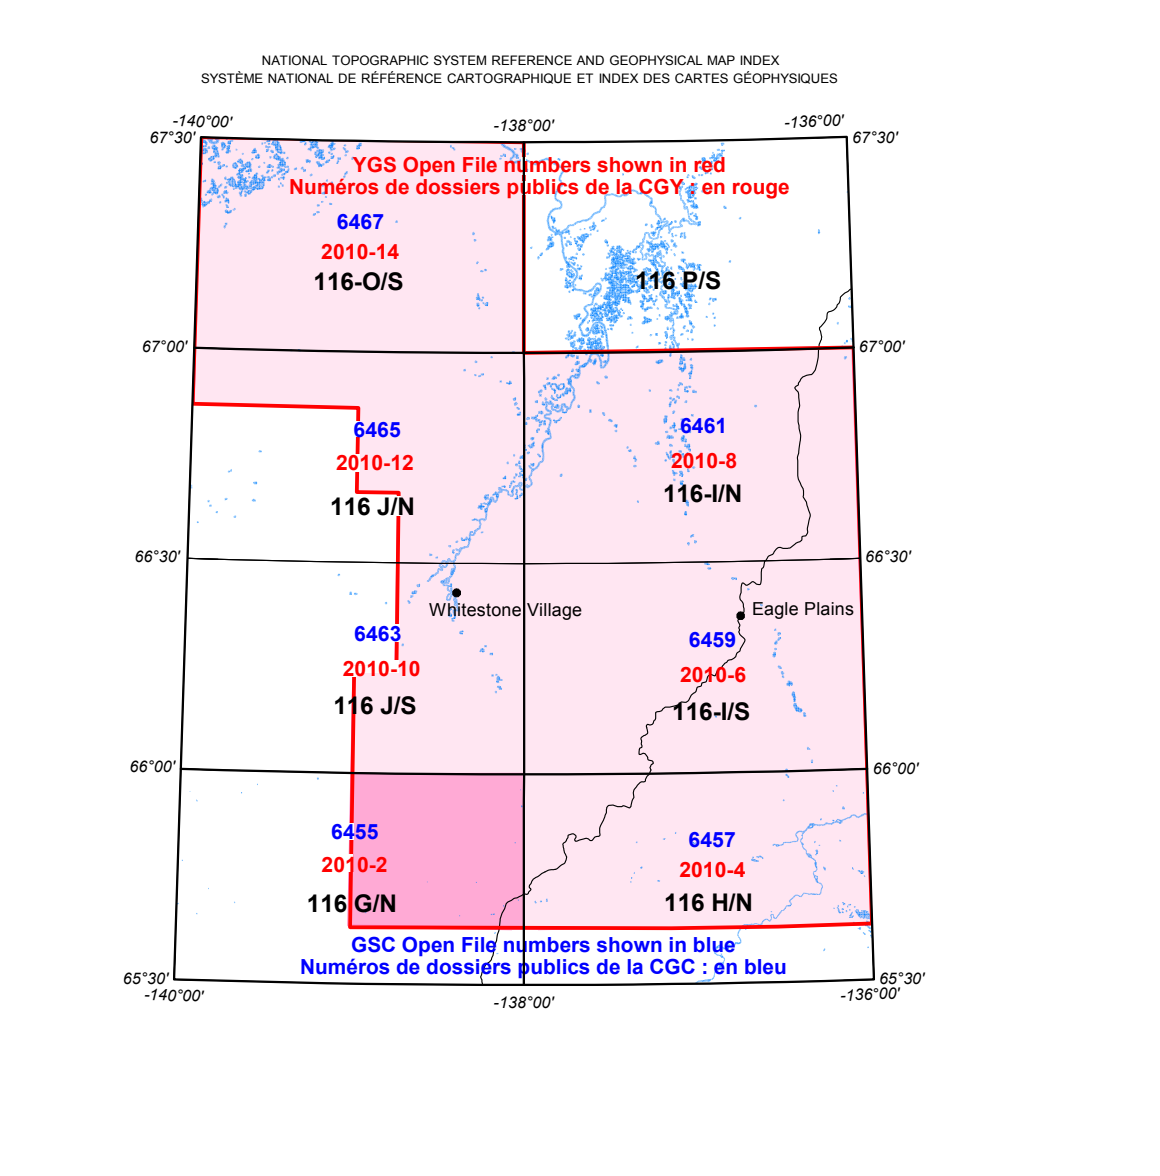 NATIONAL TOPOGRAPHIC SYSTEM REFERENCE AND GEOPHYSICAL MAP INDEX
SYSTÈME NATIONAL DE RÉFÉRENCE CARTOGRAPHIQUE ET INDEX DES CARTES GÉOPHYSIQUES
-140°00' -138°00' -136°00'
67°30' 67°30'
YGS Open File numbers shown in red
Numéros de dossiers publics de la CGY : en rouge
6467
2010-14
116-O/S
116 P/S
67°00' 67°00'
6465
2010-12
116 J/N
6461
2010-8
116-I/N
66°30' 66°30'
Whitestone Village
Eagle Plains
6463
2010-10
116 J/S
6459
2010-6
116-I/S
66°00' 66°00'
6455
2010-2
116 G/N
6457
2010-4
116 H/N
GSC Open File numbers shown in blue
Numéros de dossiers publics de la CGC : en bleu
65°30' 65°30'
-140°00' -138°00' -136°00'